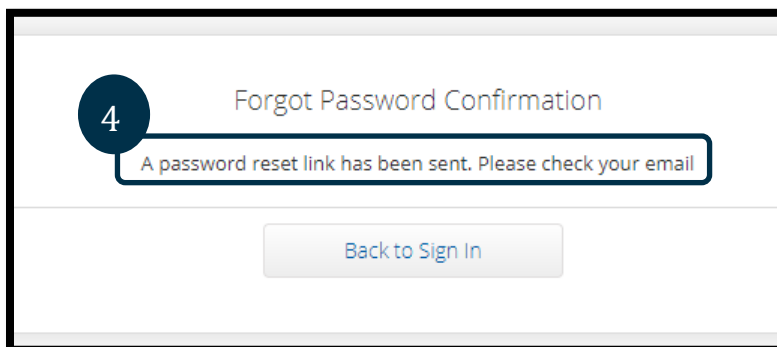 Forgot Password Confirmation
4
A password reset link has been sent. Please check your email
Back to Sign In